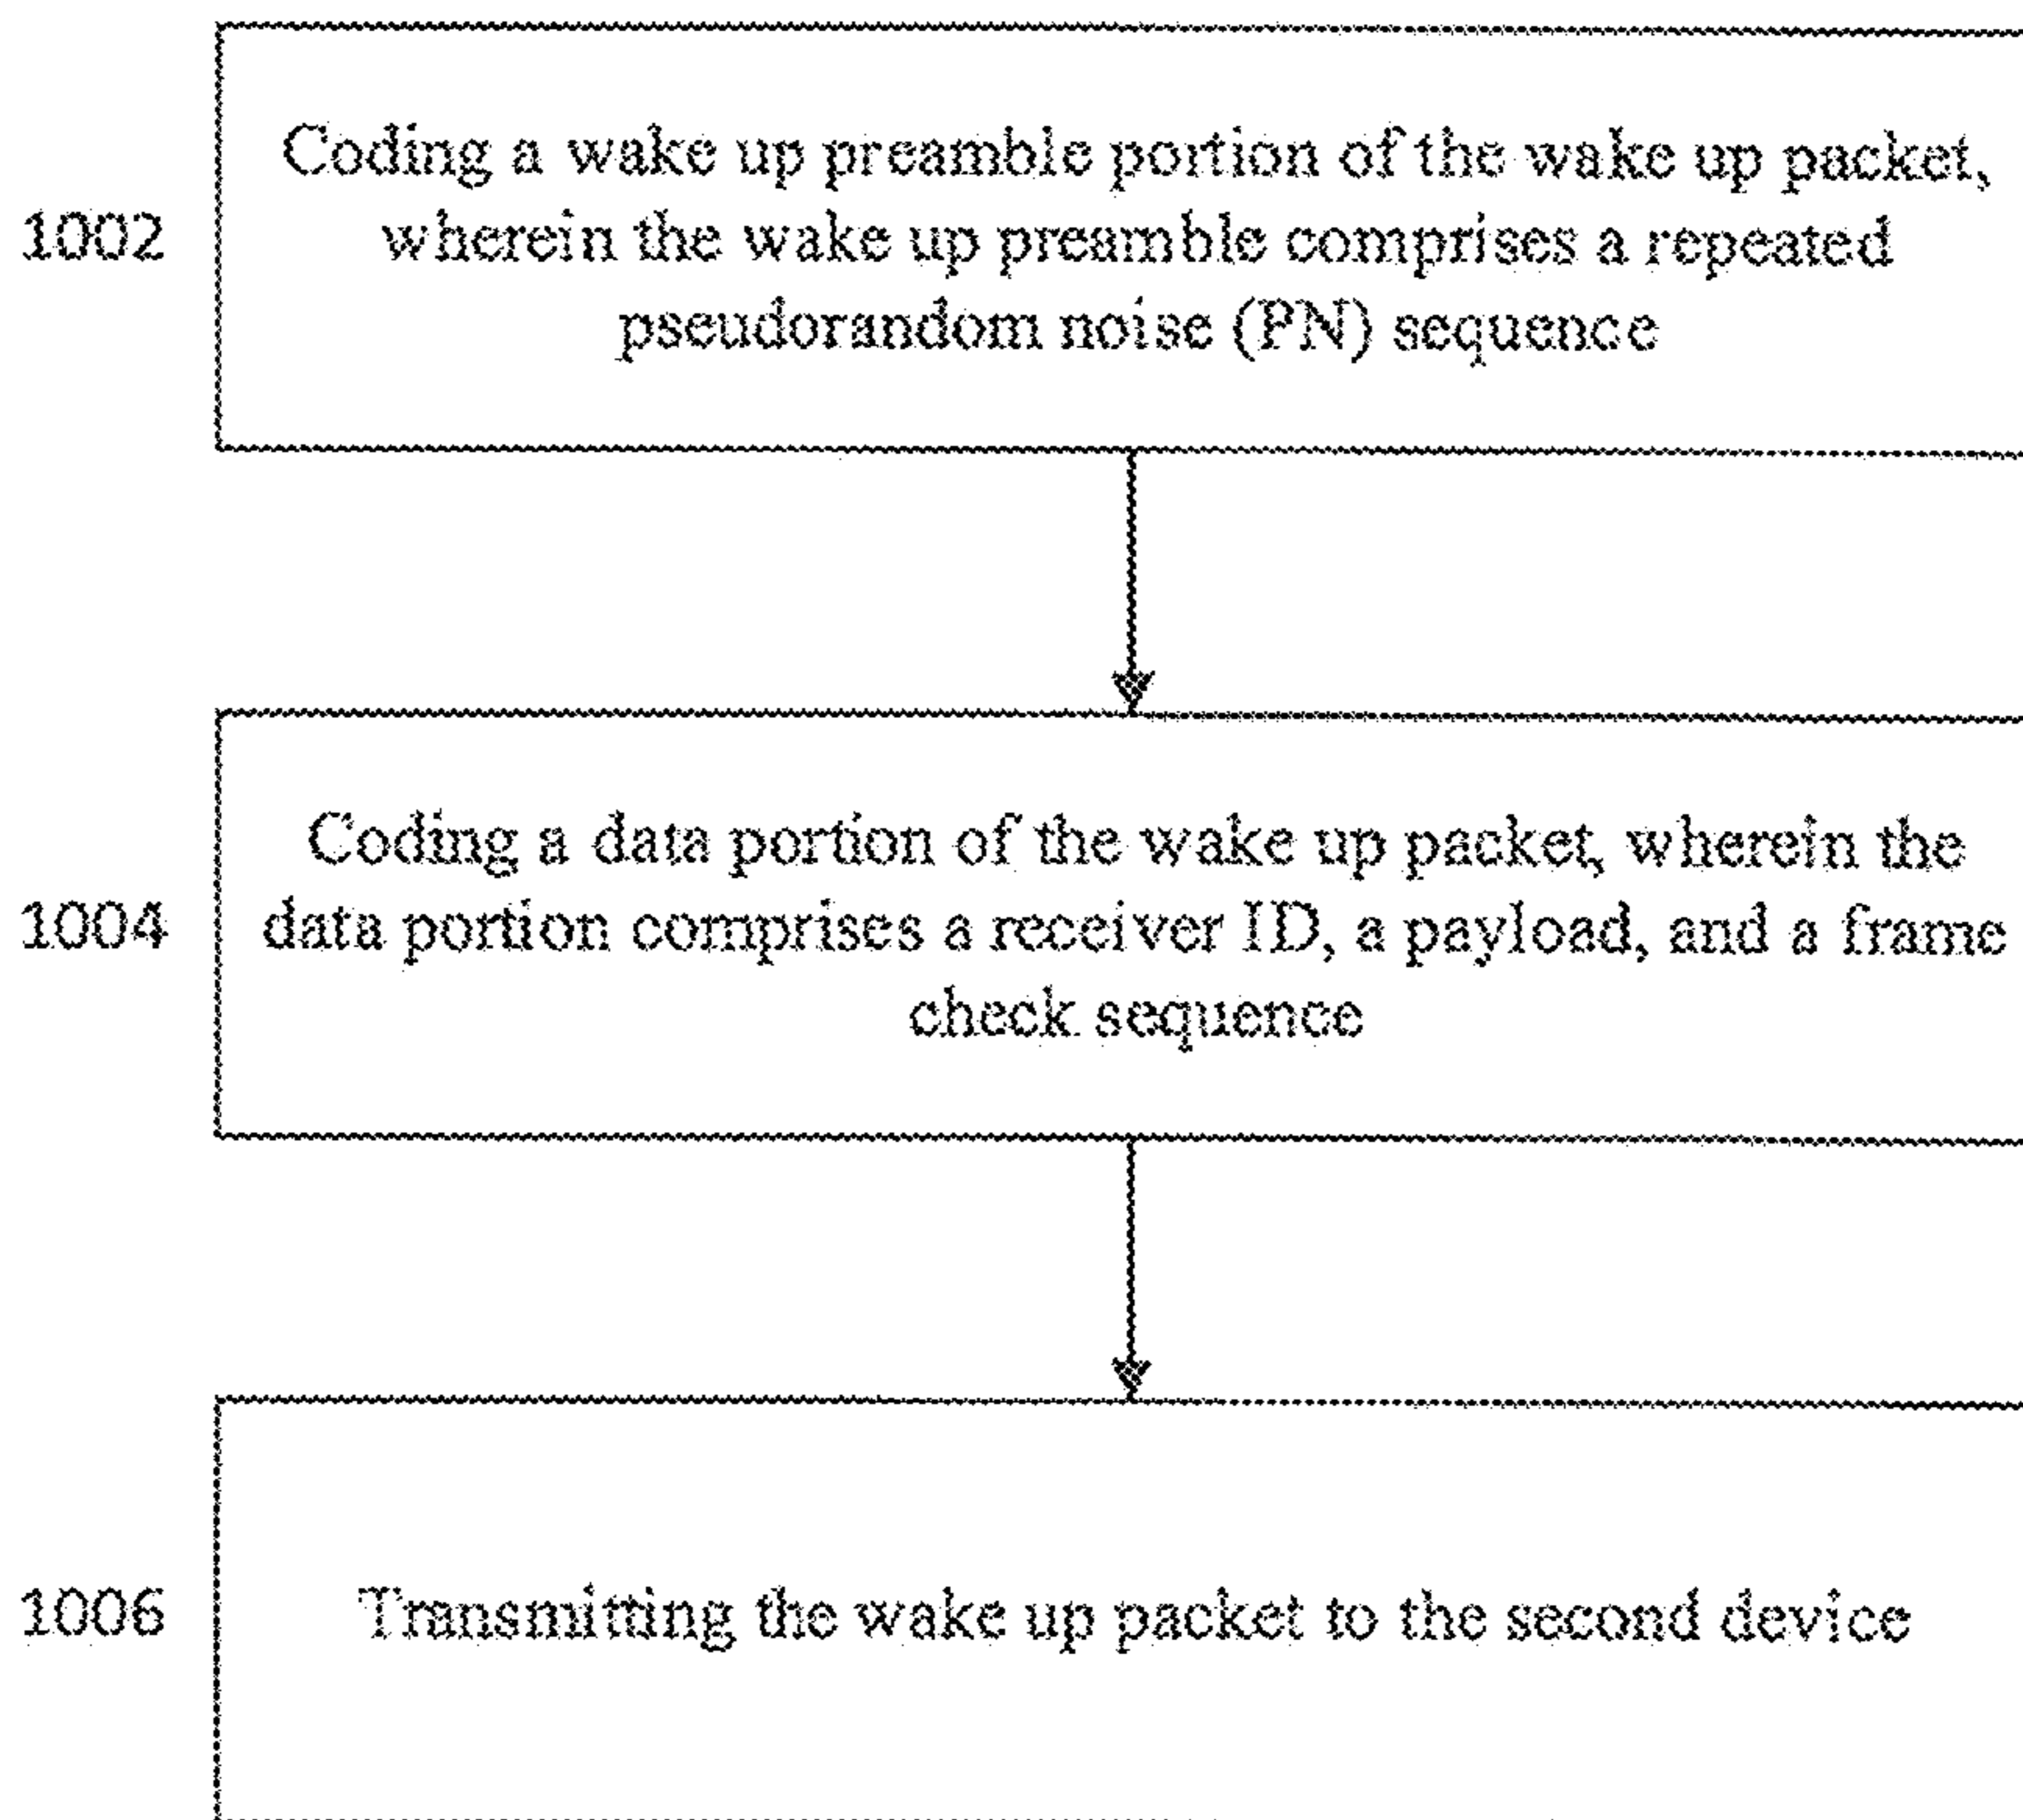 Coding a wake up preamble portion of the wake up packet,
1002
wherein the wake up preamble comprises a repeated
pseudorandom noise (PN) sequence
Coding a data portion of the wake up packet, wherein the
1004
data portion comprises a receiver ID, a payload, and a frame
check sequence
1006
Transmitting the wake up packet to the second device